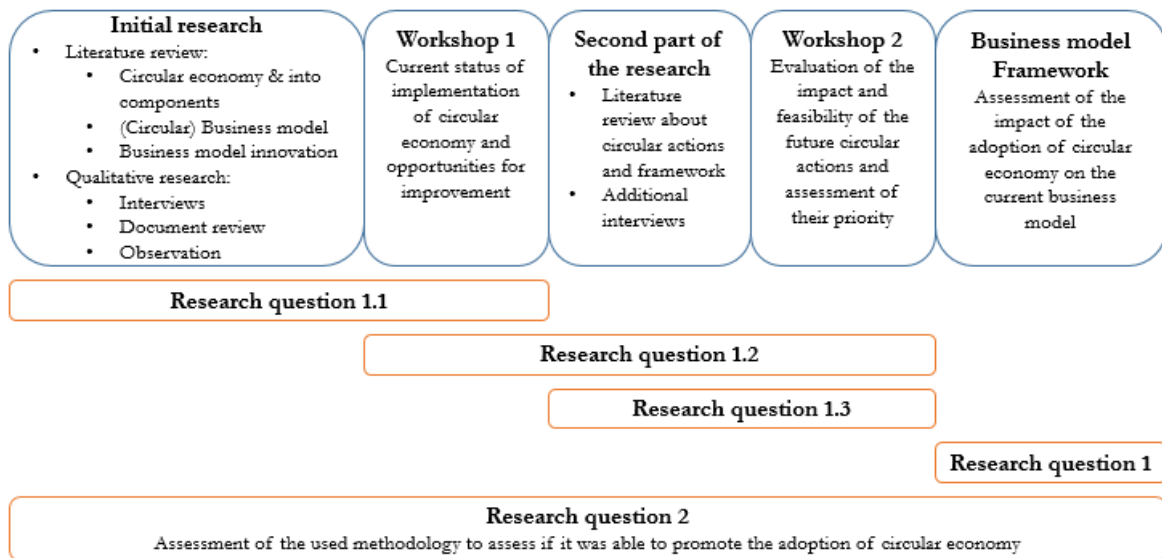 Initial research
• Literature review:
• Circular economy & into
components
• (Circular) Business model
• Business model innovation
• Qualitative research:
• Interviews
• Document review
• Observation
Workshop 1
Current status of
implementation
of circular
economy and
opportunities for
improvement
Second part of
the research
• Literature
review about
circular actions
and framework
• Additional
interviews
Workshop 2
Evaluation of the
impact and
feasibility of the
future circular
actions and
assessment of
their priority
Business model
Framework
Assessment of the
impact of the
adoption of circular
economy on the
current business
model
Research question 1.1
Research question 1.2
Research question 1.3
Research question 1
Research question 2
Assessment of the used methodology to assess if it was able to promote the adoption of circular economy